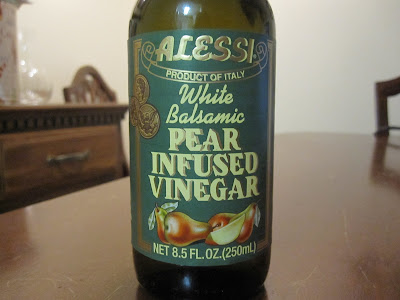 ALESSI
PRODUCT OF ITALY
White
Balsamic
PEAR
INFUSED
VINEGAR
NET 8.5 FL.OZ.(250mL)